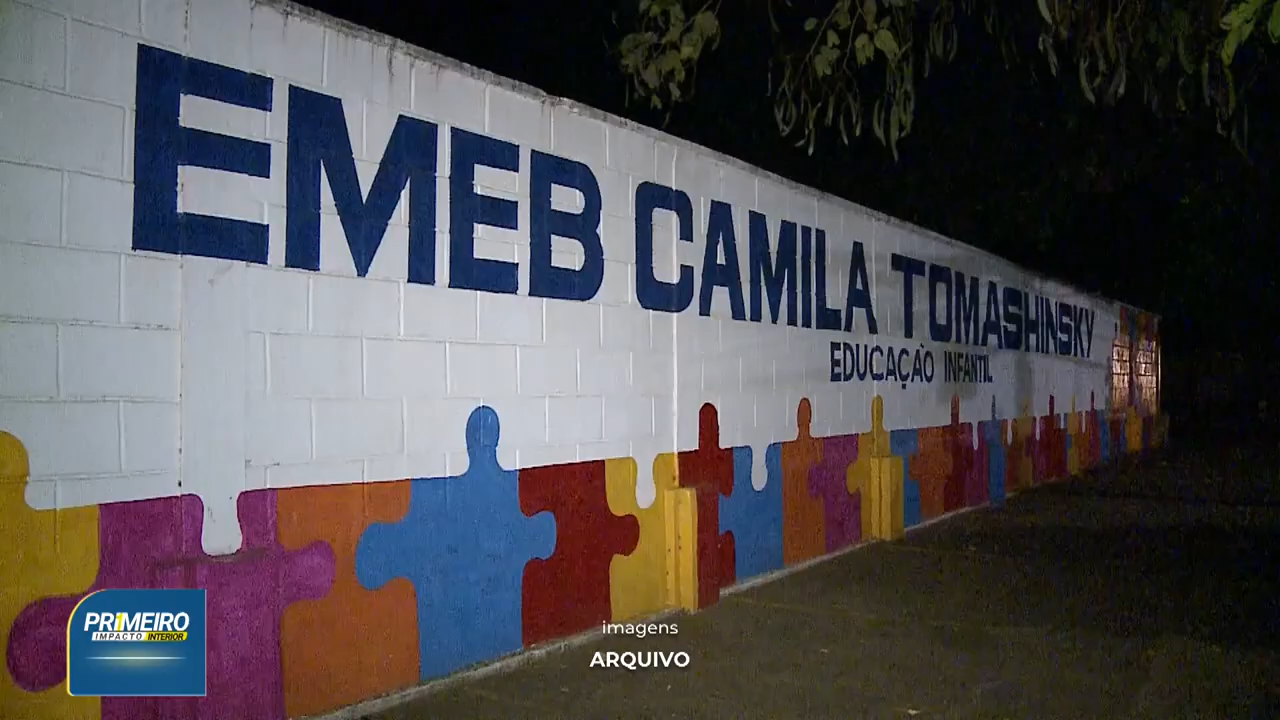 EMEB CAMILA TOMASHINSKY
EDUCAÇÃO INFANTIL
PRiMEIRO
IMPACTO INTERIOR
imagens
ARQUIVO